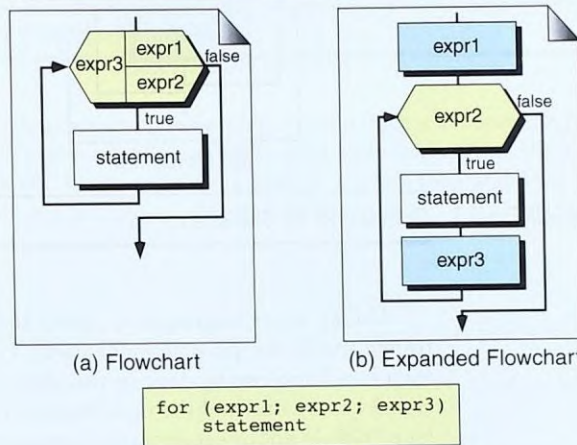 expr3
expr1
expr2
false
true
statement
(a) Flowchart
expr1
expr2
false
true
statement
expr3
(b) Expanded Flowchart
for (expr1; expr2; expr3)
statement